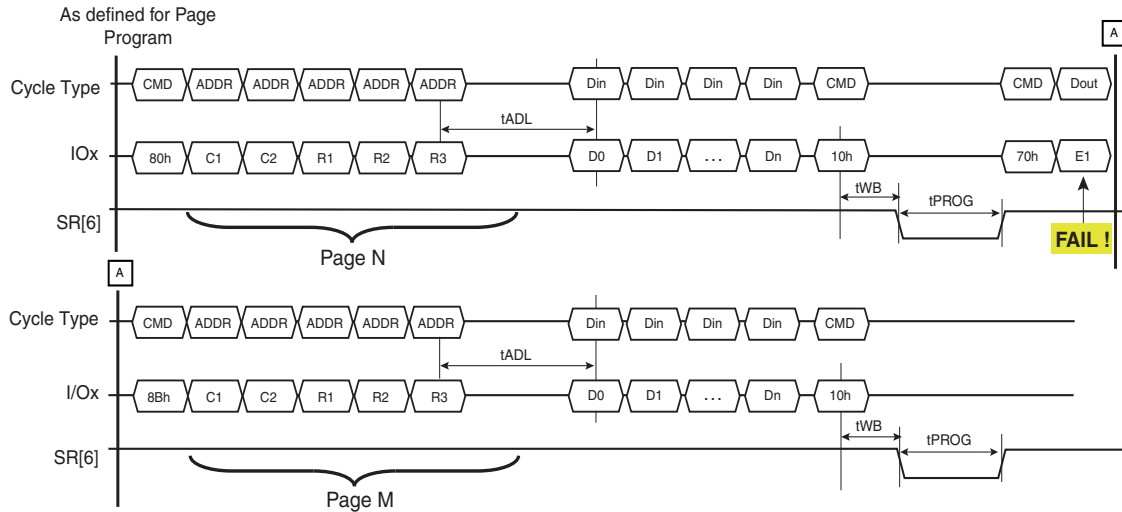 As defined for Page
Program
A
Cycle Type CMD ADDR ADDR ADDR ADDR ADDR Din Din Din Din CMD CMD Dout
tADL
IOx 80h C1 C2 R1 R2 R3 D0 D1 ... Dn 10h 70h E1
tWB tPROG
SR[6]
Page N
FAIL !
A
Cycle Type CMD ADDR ADDR ADDR ADDR ADDR Din Din Din Din CMD
tADL
I/Ox 8Bh C1 C2 R1 R2 R3 D0 D1 ... Dn 10h
tWB tPROG
SR[6]
Page M